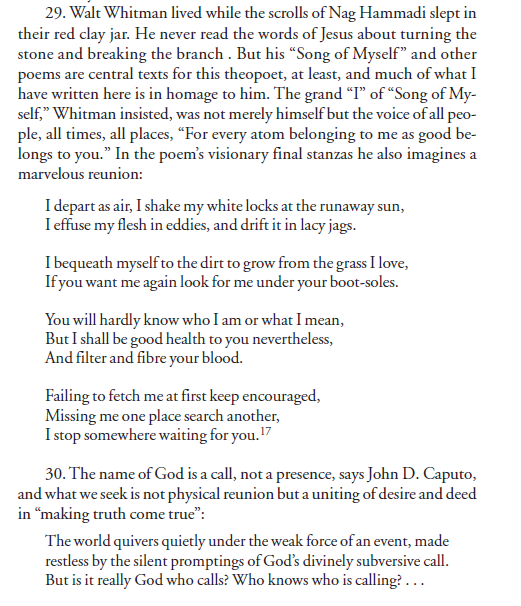 29. Walt Whitman lived while the scrolls of Nag Hammadi slept in
their red clay jar. He never read the words of Jesus about turning the
stone and breaking the branch . But his “Song of Myself” and other
poems are central texts for this theopoet, at least, and much of what I
have written here is in homage to him. The grand “I” of “Song of My-
self,” Whitman insisted, was not merely himself but the voice of all peo-
ple, all times, all places, “For every atom belonging to me as good be-
longs to you.” In the poem’s visionary final stanzas he also imagines a
marvelous reunion:
I depart as air, I shake my white locks at the runaway sun,
I effuse my flesh in eddies, and drift it in lacy jags.
I bequeath myself to the dirt to grow from the grass I love,
If you want me again look for me under your boot-soles.
You will hardly know who I am or what I mean,
But I shall be good health to you nevertheless,
And filter and fibre your blood.
Failing to fetch me at first keep encouraged,
Missing me one place search another,
I stop somewhere waiting for you.17
30. The name of God is a call, not a presence, says John D. Caputo,
and what we seek is not physical reunion but a uniting of desire and deed
in “making truth come true”:
The world quivers quietly under the weak force of an event, made
restless by the silent promptings of God’s divinely subversive call.
But is it really God who calls? Who knows who is calling? . . .